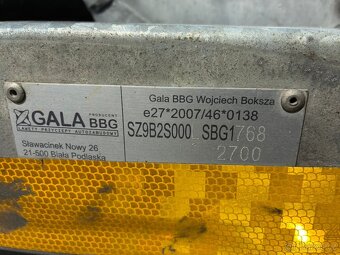 Gala BBG Wojciech Boksza
PRODUCENT
GALA BBG
LAWETY PRZYCZEPY AUTOZABUDOWY
e27*2007/46*0138
SZ9B2S000 SBG1768
Sławacinek Nowy 26
21-500 Biała Podlaska
2700